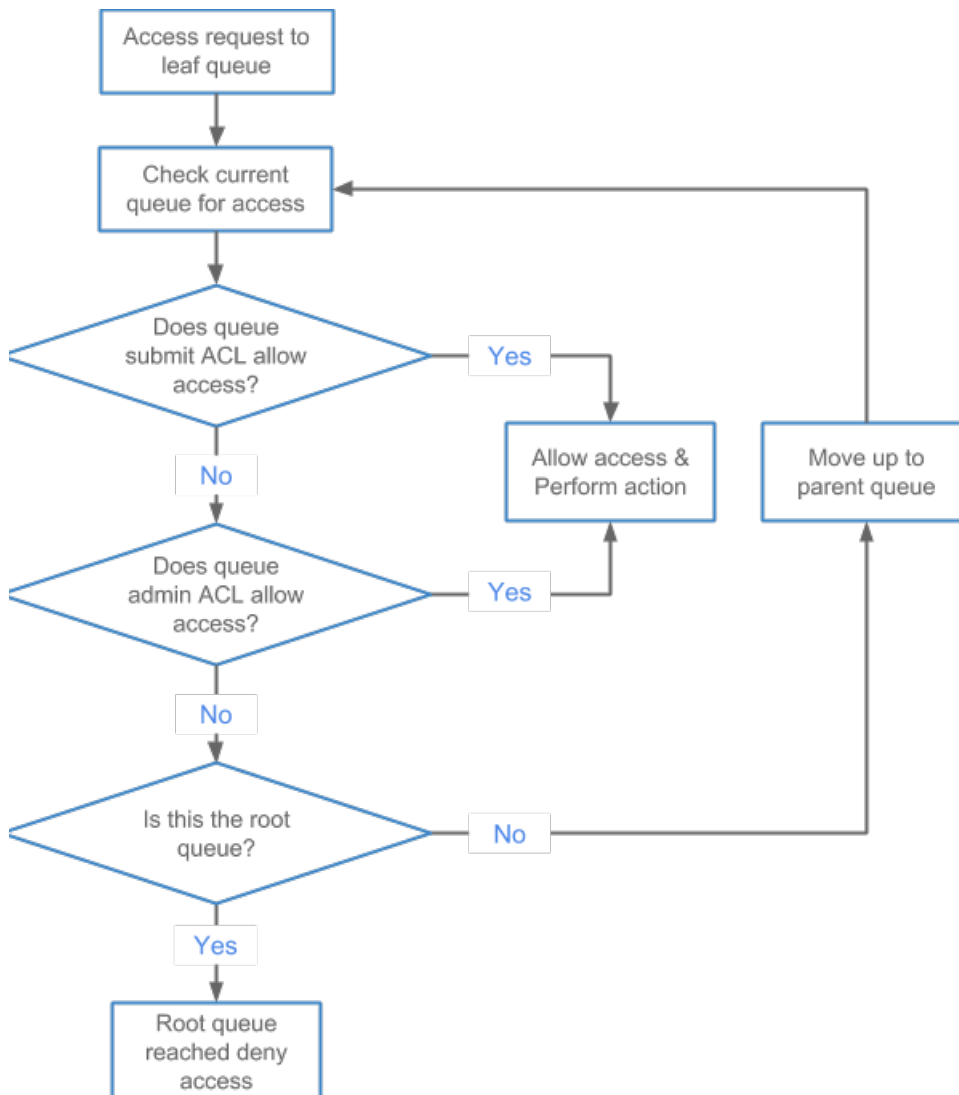 Access request to
leaf queue
Check current
queue for access
Does queue
submit ACL allow
access?
Yes
Allow access &
Perform action
Move up to
parent queue
No
Does queue
admin ACL allow
access?
Yes
No
Is this the root
queue?
No
Yes
Root queue
reached deny
access